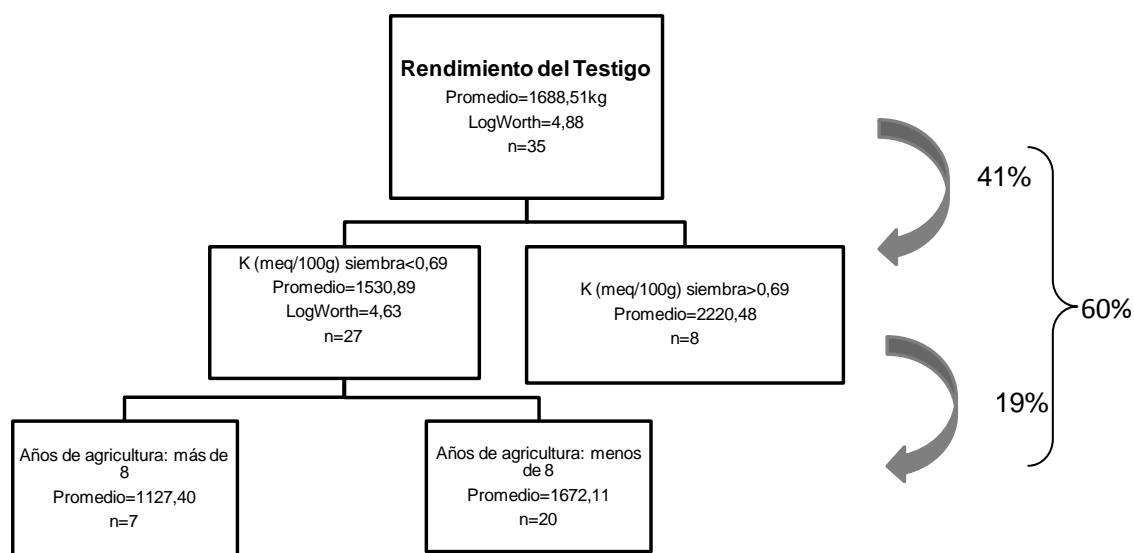 Rendimiento del Testigo
Promedio=1688,51kg
LogWorth=4,88
n=35
41%
K (meq/100g) siembra<0,69
Promedio=1530,89
LogWorth=4,63
n=27
K (meq/100g) siembra>0,69
Promedio=2220,48
n=8
60%
19%
Años de agricultura: más de
8
Promedio=1127,40
n=7
Años de agricultura: menos
de 8
Promedio=1672,11
n=20